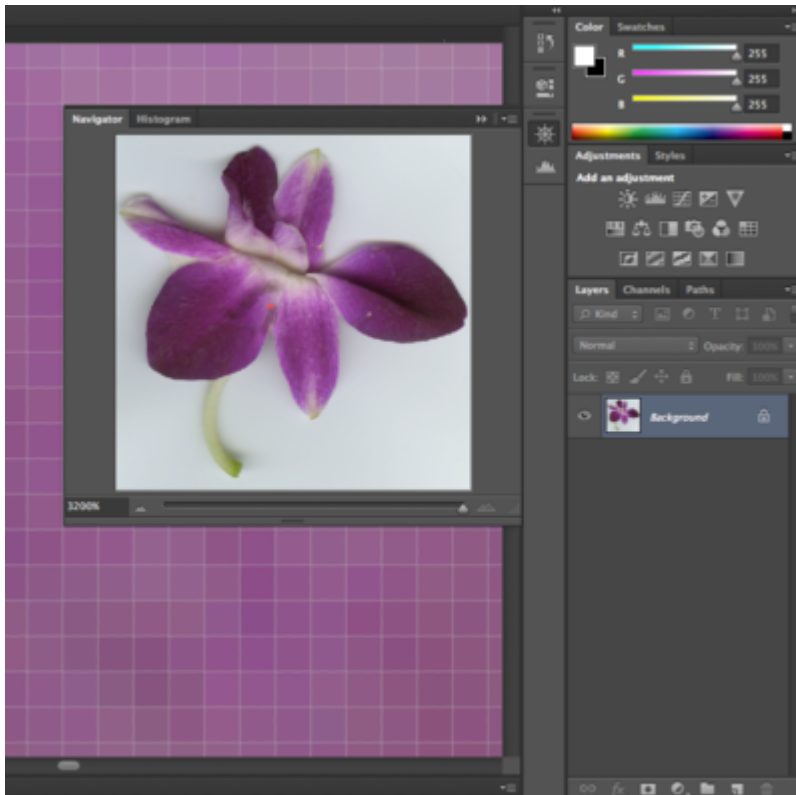 Color Swatches
R 255
G 255
B 255
Navigator Histogram
Adjustments Styles
Add an adjustment
Layers Channels Paths
Kind
Normal Opacity: 100%
Lock: Fill: 100%
Background
3200%
fx